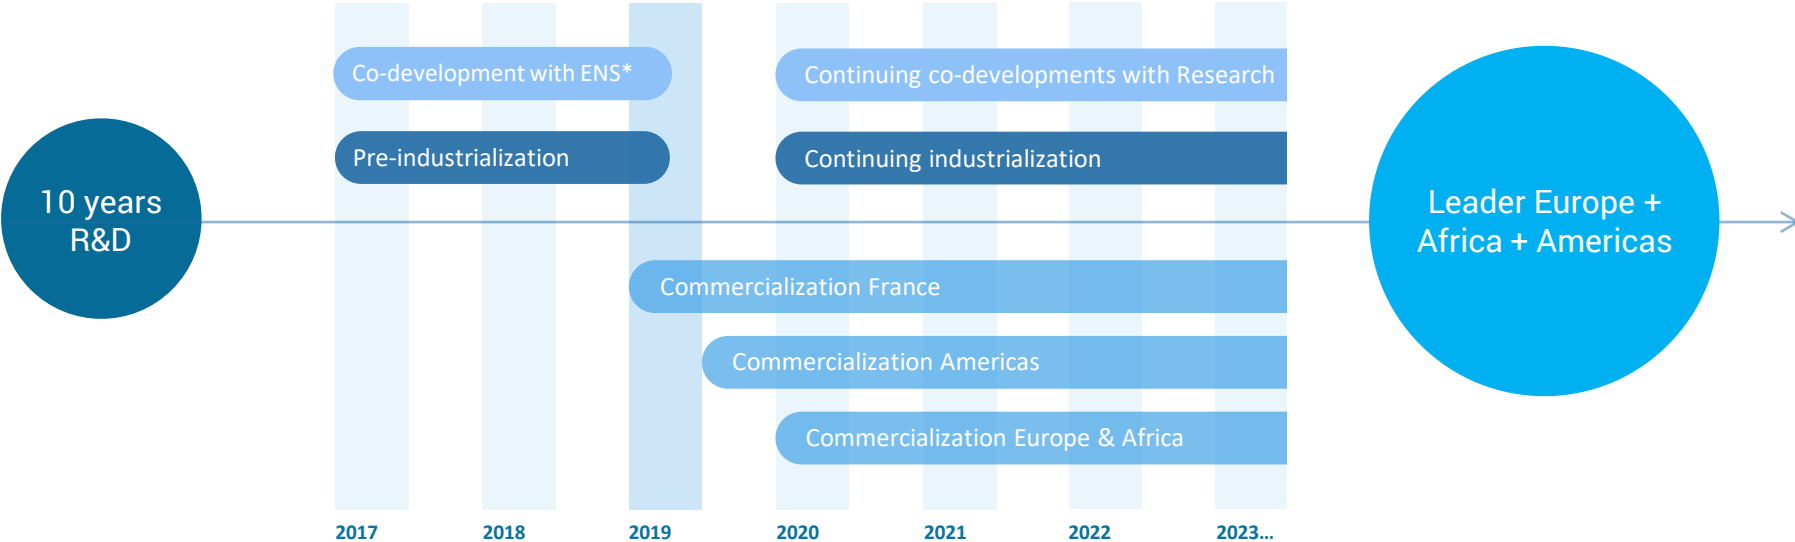 Co-development with ENS*
Continuing co-developments with Research
Pre-industrialization
Continuing industrialization
10 years
R&D
Leader Europe +
Africa + Americas
Commercialization France
Commercialization Americas
Commercialization Europe & Africa
2017
2018
2019
2020
2021
2022
2023...